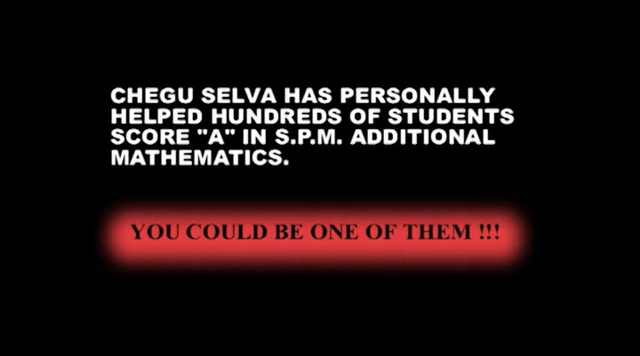 CHEGU SELVA HAS PERSONALLY
HELPED HUNDREDS OF STUDENTS
SCORE "A" IN S.P.M. ADDITIONAL
MATHEMATICS.
YOU COULD BE ONE OF THEM !!!